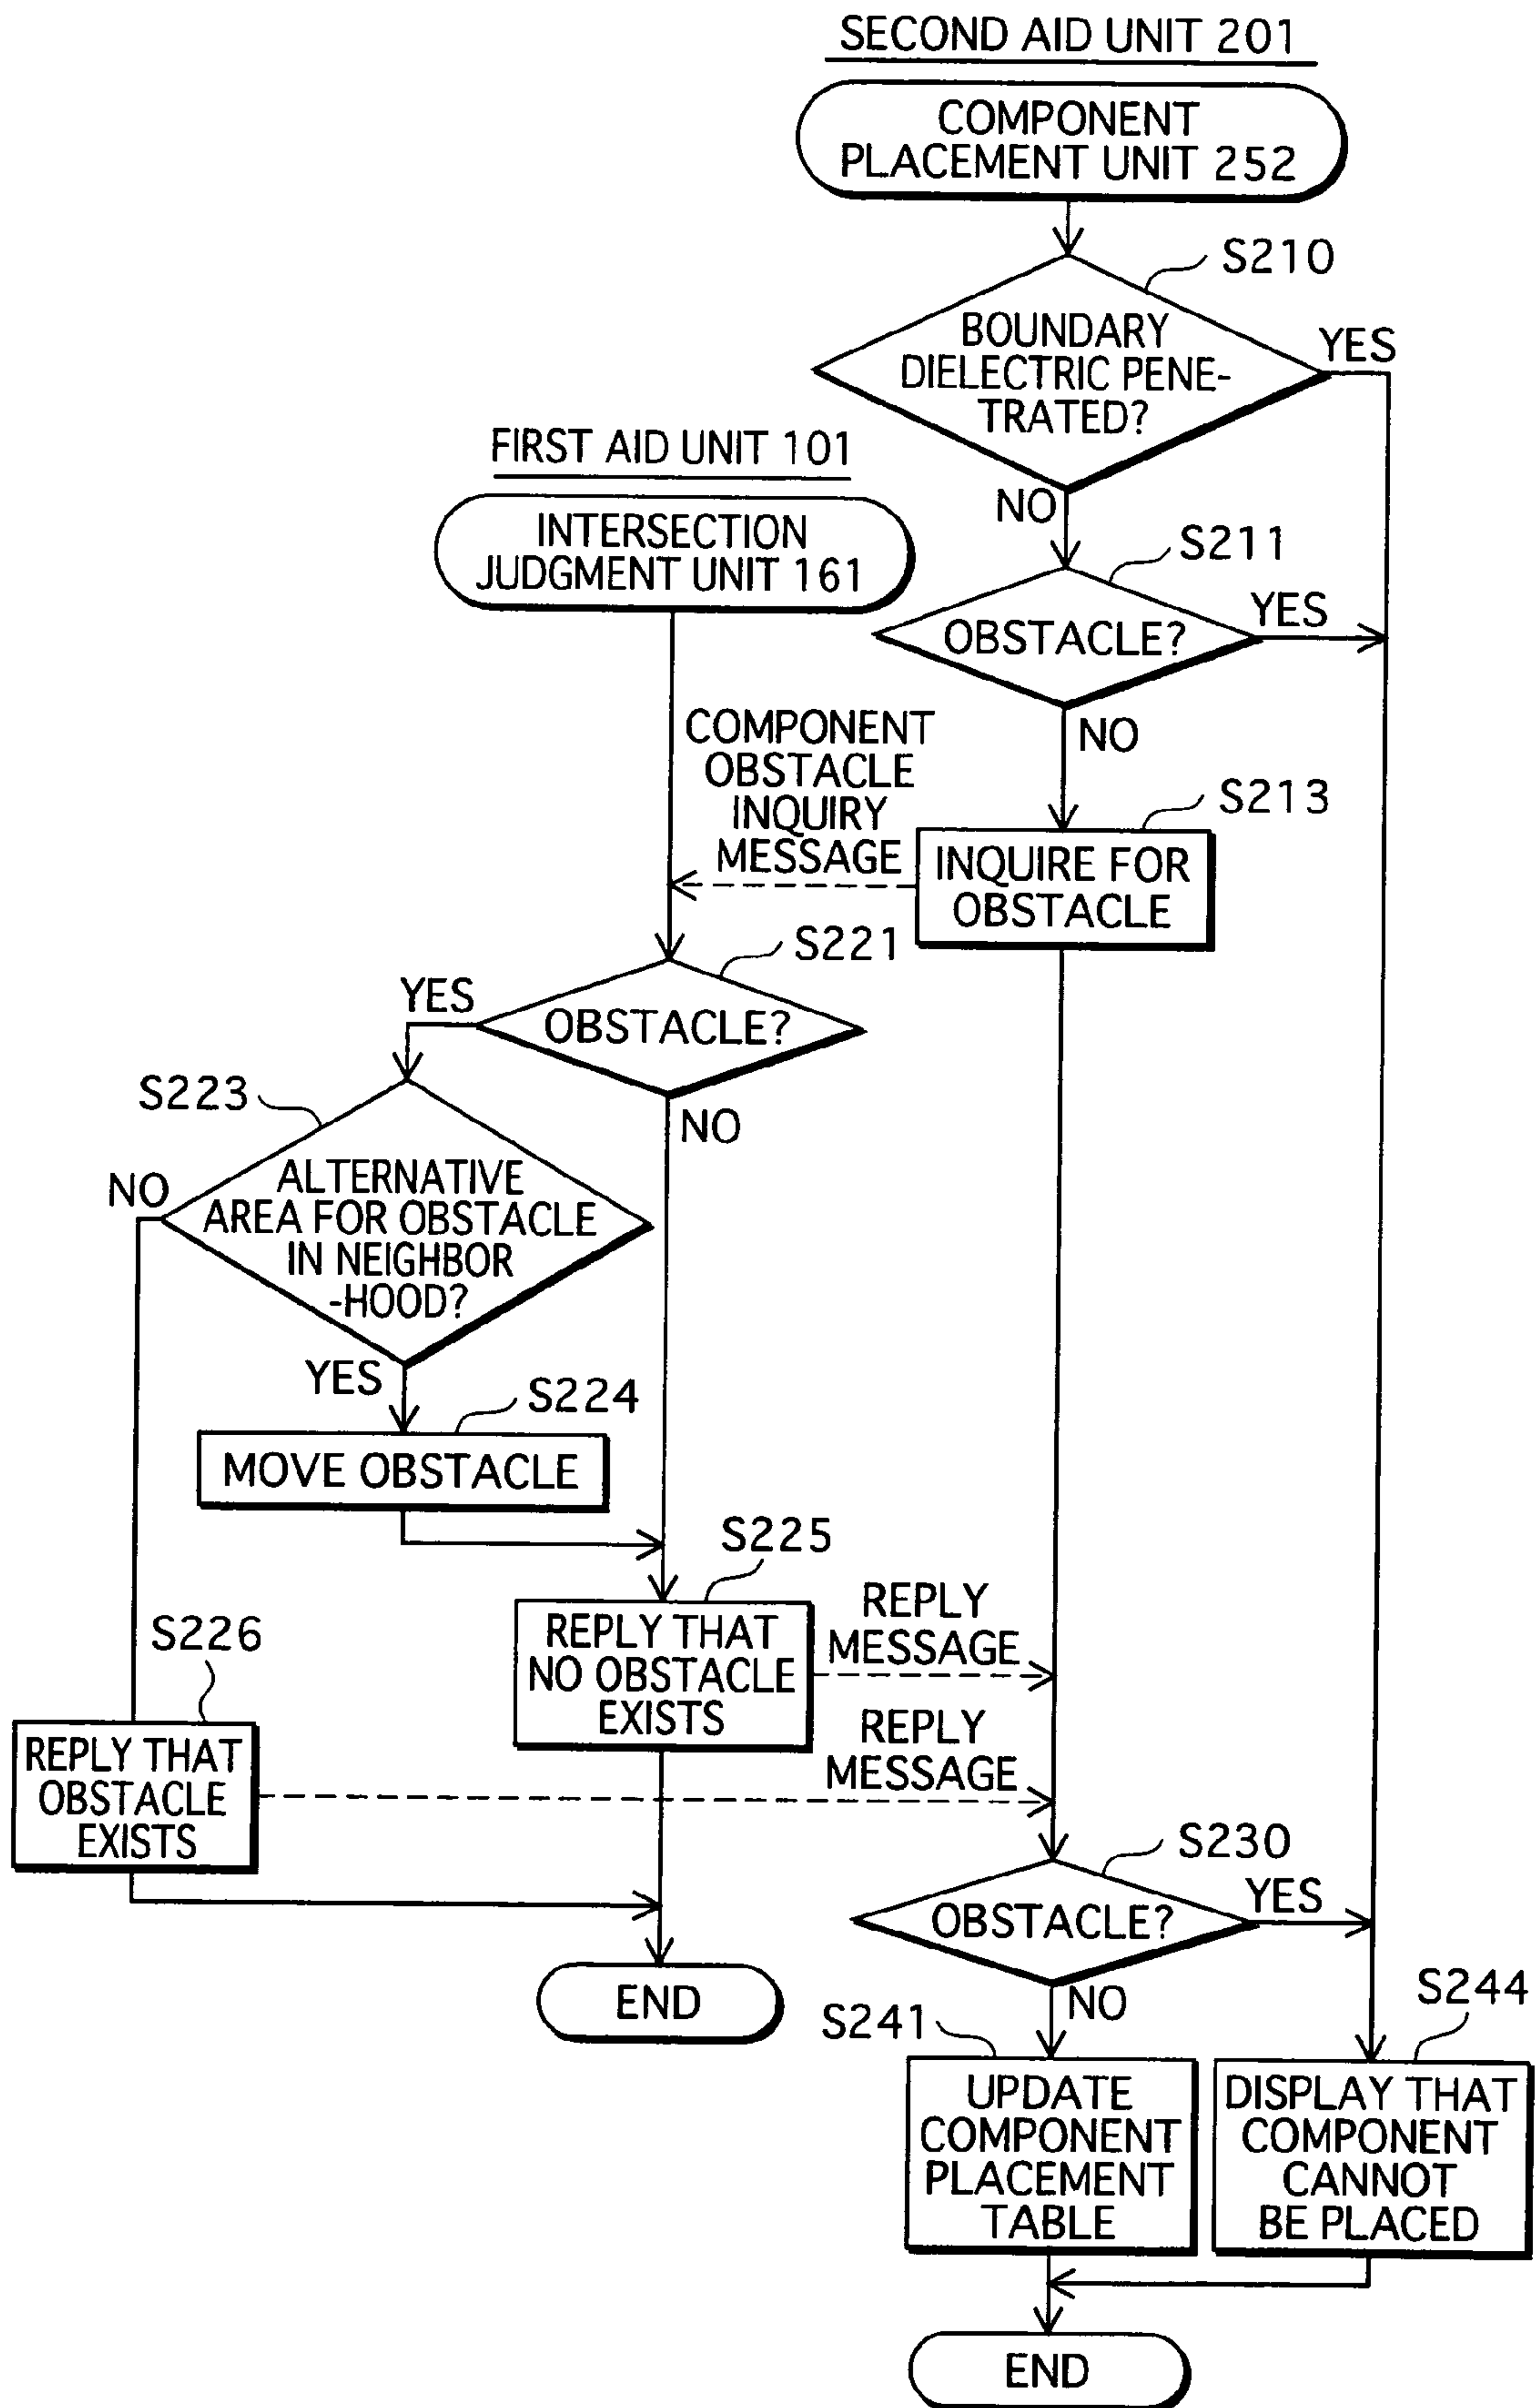 SECOND AID UNIT 201
COMPONENT
PLACEMENT UNIT 252
S210
BOUNDARY
DIELECTRIC PENE-
TRATED?
YES
NO
FIRST AID UNIT 101
INTERSECTION
JUDGMENT UNIT 161
S211
OBSTACLE?
YES
NO
COMPONENT
OBSTACLE
INQUIRY
MESSAGE
S213
INQUIRE FOR
OBSTACLE
S221
YES
OBSTACLE?
NO
S223
NO
ALTERNATIVE
AREA FOR OBSTACLE
IN NEIGHBOR
-HOOD?
YES
S224
MOVE OBSTACLE
S225
REPLY THAT
NO OBSTACLE
EXISTS
REPLY
MESSAGE
S226
REPLY THAT
OBSTACLE
EXISTS
REPLY
MESSAGE
S230
OBSTACLE?
YES
NO
END
S241
UPDATE
COMPONENT
PLACEMENT
TABLE
S244
DISPLAY THAT
COMPONENT
CANNOT
BE PLACED
END